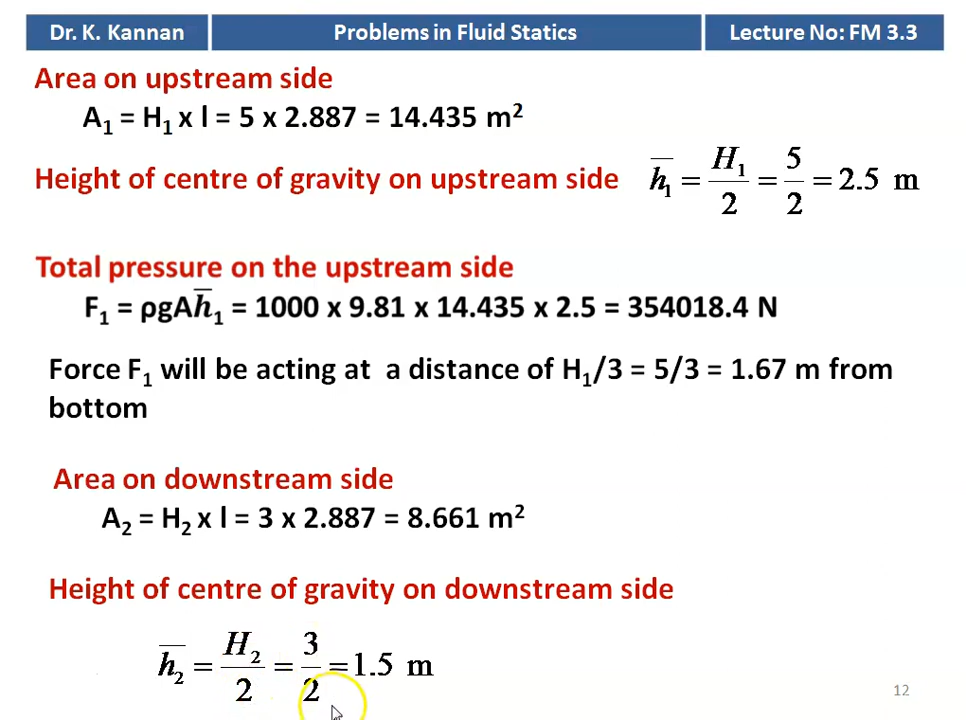 Dr. K. Kannan Problems in Fluid Statics Lecture No: FM 3.3
Area on upstream side
A₁ = H₁ x l = 5 x 2.887 = 14.435 m²
Height of centre of gravity on upstream side h̅₁ = H₁/2 = 5/2 = 2.5 m
Total pressure on the upstream side
F₁ = ρgAh̅₁ = 1000 x 9.81 x 14.435 x 2.5 = 354018.4 N
Force F₁ will be acting at a distance of H₁/3 = 5/3 = 1.67 m from
bottom
Area on downstream side
A₂ = H₂ x l = 3 x 2.887 = 8.661 m²
Height of centre of gravity on downstream side
h̅₂ = H₂/2 = 3/2 = 1.5 m
12